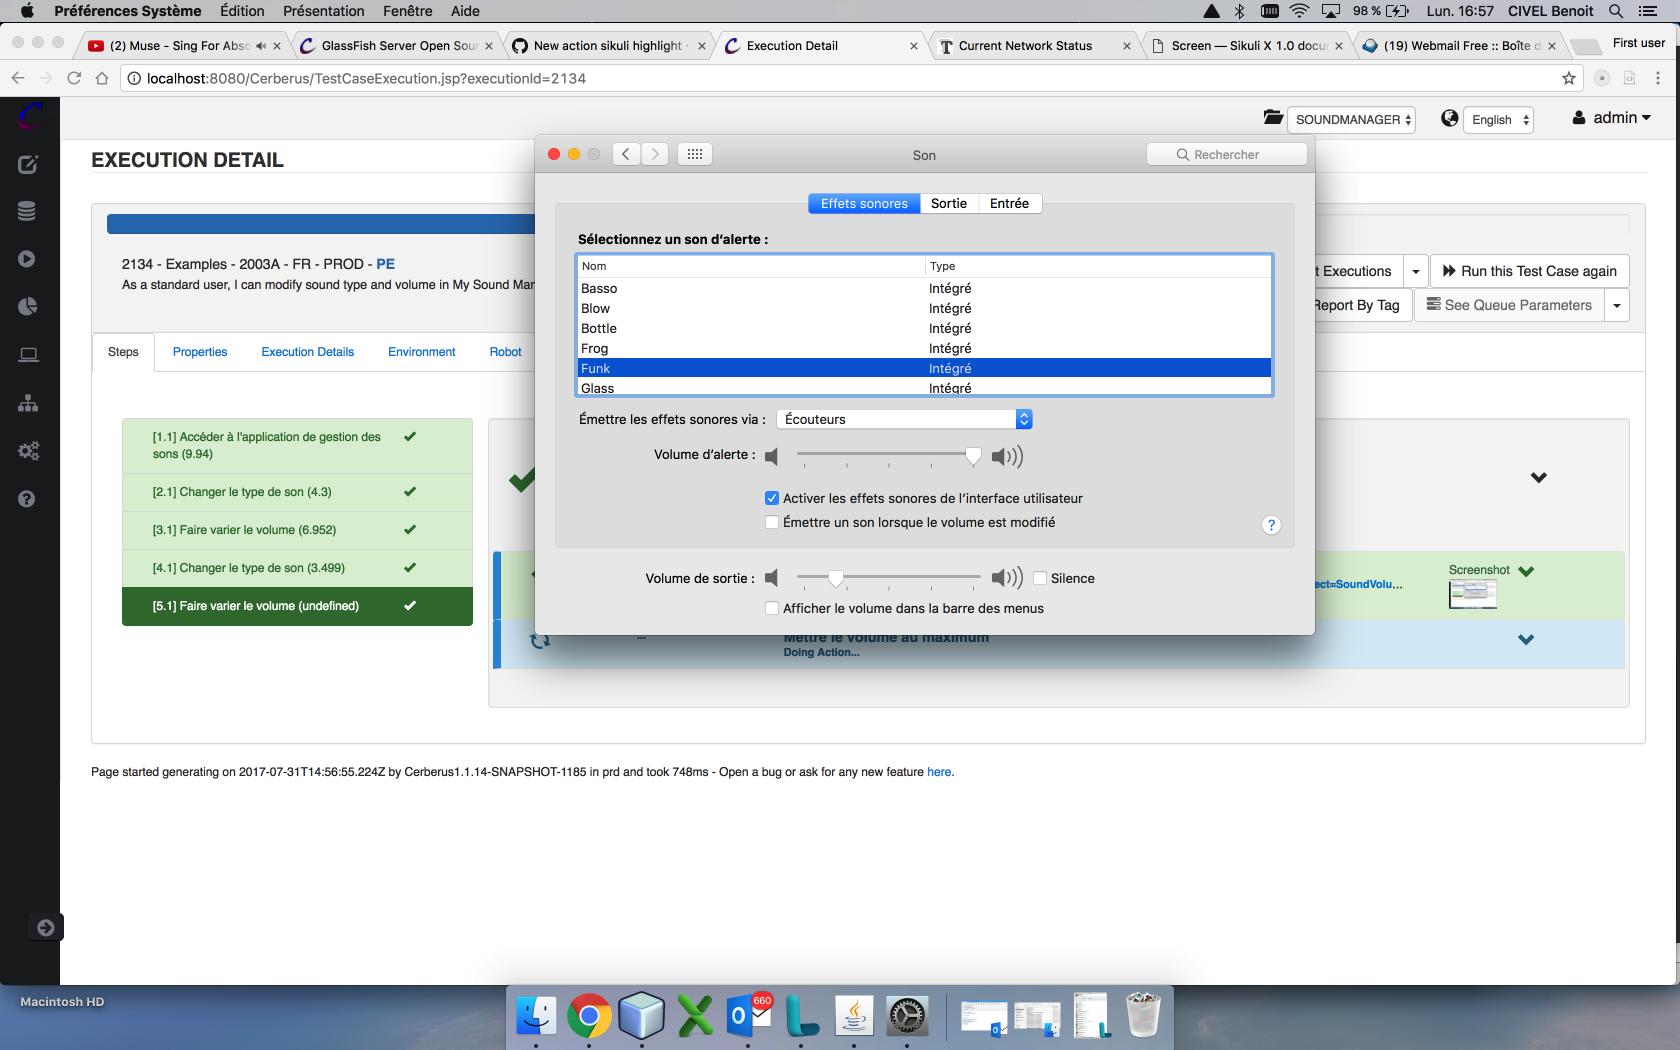 Préférences Système Édition Présentation Fenêtre Aide 98 % Lun. 16:57 CIVEL Benoit
(2) Muse - Sing For Abso GlassFish Server Open Sour New action sikuli highlight Execution Detail Current Network Status Screen — Sikuli X 1.0 docu (19) Webmail Free :: Boîte d First user
localhost:8080/Cerberus/TestCaseExecution.jsp?executionId=2134
SOUNDMANAGER English admin
EXECUTION DETAIL
Son
Rechercher
Effets sonores Sortie Entrée
Sélectionnez un son d'alerte :
Nom Type
Basso Intégré
Blow Intégré
Bottle Intégré
Frog Intégré
Funk Intégré
Glass Intégré
Émettre les effets sonores via : Écouteurs
Volume d'alerte :
Activer les effets sonores de l'interface utilisateur
Émettre un son lorsque le volume est modifié
?
Volume de sortie : Silence
Afficher le volume dans la barre des menus
2134 - Examples - 2003A - FR - PROD - PE
As a standard user, I can modify sound type and volume in My Sound Mar
t Executions Run this Test Case again
Report By Tag See Queue Parameters
Steps Properties Execution Details Environment Robot
[1.1] Accéder à l'application de gestion des
sons (9.94)
[2.1] Changer le type de son (4.3)
[3.1] Faire varier le volume (6.952)
[4.1] Changer le type de son (3.499)
[5.1] Faire varier le volume (undefined)
Screenshot
ect=SoundVolu...
...
Mettre le volume au maximum
Doing Action...
Page started generating on 2017-07-31T14:56:55.224Z by Cerberus1.1.14-SNAPSHOT-1185 in prd and took 748ms - Open a bug or ask for any new feature here.
Macintosh HD
660